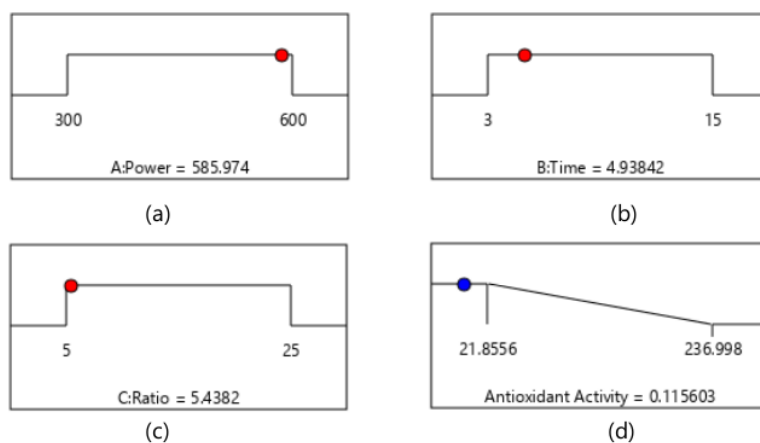 300 600
A:Power = 585.974
(a)
3 15
B:Time = 4.93842
(b)
5 25
C:Ratio = 5.4382
(c)
21.8556 236.998
Antioxidant Activity = 0.115603
(d)